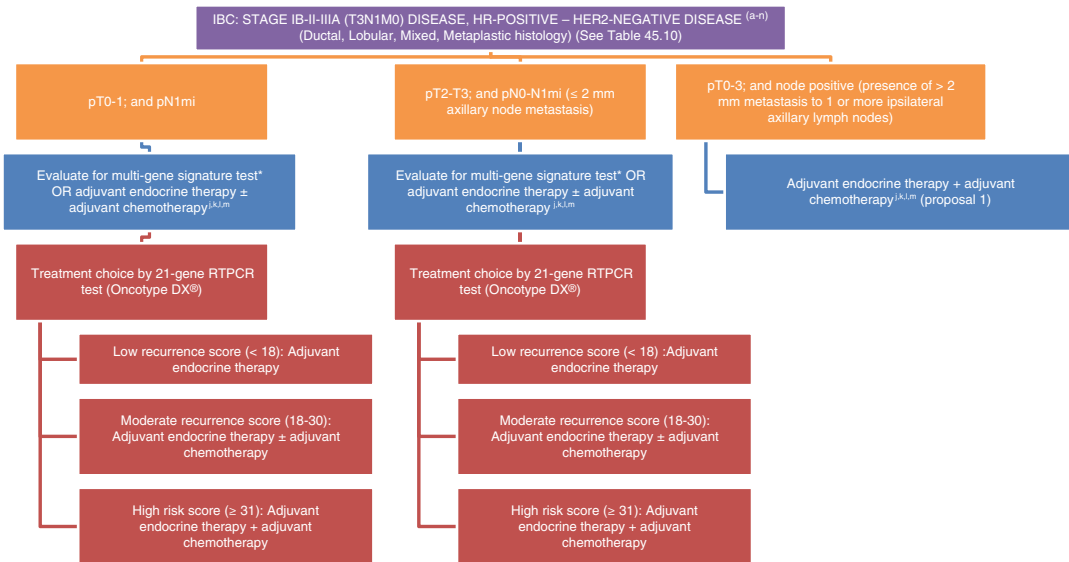 IBC: STAGE IB-II-IIIA (T3N1M0) DISEASE, HR-POSITIVE – HER2-NEGATIVE DISEASE (a-n)
(Ductal, Lobular, Mixed, Metaplastic histology) (See Table 45.10)
pT0-1; and pN1mi
pT2-T3; and pN0-N1mi (≤ 2 mm
axillary node metastasis)
pT0-3; and node positive (presence of > 2
mm metastasis to 1 or more ipsilateral
axillary lymph nodes)
Evaluate for multi-gene signature test*
OR adjuvant endocrine therapy ±
adjuvant chemotherapy j,k,l,m
Evaluate for multi-gene signature test* OR
adjuvant endocrine therapy ± adjuvant
chemotherapy j,k,l,m
Adjuvant endocrine therapy + adjuvant
chemotherapy j,k,l,m (proposal 1)
Treatment choice by 21-gene RTPCR
test (Oncotype DX®)
Treatment choice by 21-gene RTPCR
test (Oncotype DX®)
Low recurrence score (< 18): Adjuvant
endocrine therapy
Low recurrence score (< 18) :Adjuvant
endocrine therapy
Moderate recurrence score (18-30):
Adjuvant endocrine therapy ± adjuvant
chemotherapy
Moderate recurrence score (18-30):
Adjuvant endocrine therapy ± adjuvant
chemotherapy
High risk score (≥ 31): Adjuvant
endocrine therapy + adjuvant
chemotherapy
High risk score (≥ 31): Adjuvant
endocrine therapy + adjuvant
chemotherapy